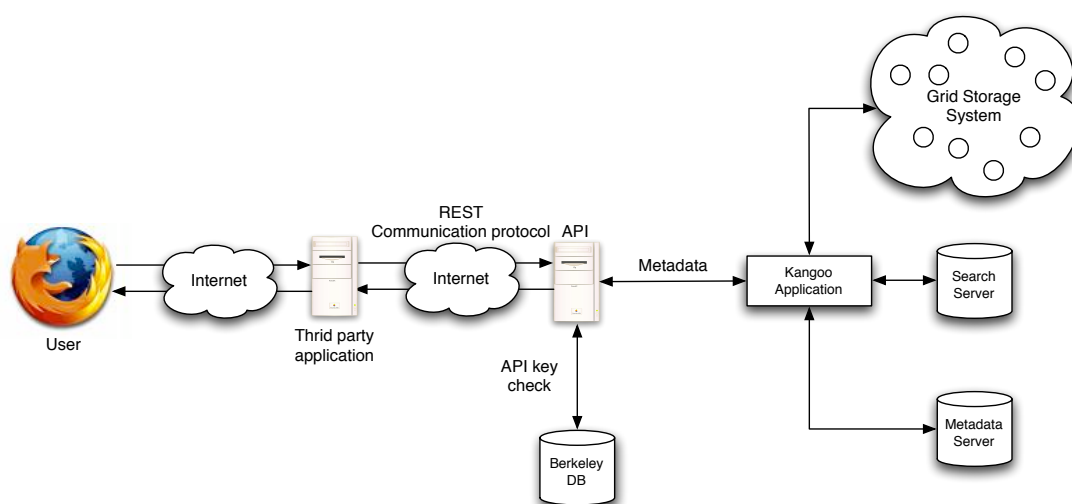 Grid Storage
System
REST
Communication protocol
API
Internet
Internet
Metadata
Kangoo
Application
Search
Server
User
Thrid party
application
API key
check
Metadata
Server
Berkeley
DB